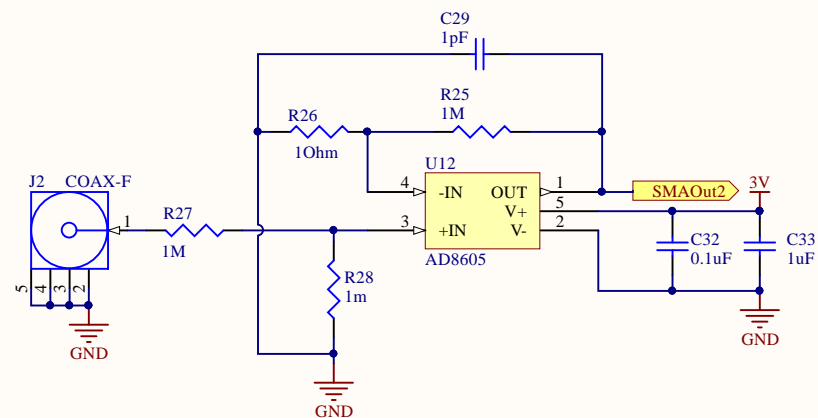 C29
1pF
R26
1Ohm
R25
1M
U12
J2
COAX-F
R27
1M
1
4
-IN
OUT
1
SMAOut2
3V
V+
5
3
+IN
V-
2
AD8605
R28
1m
C32
0.1uF
C33
1uF
5
4
3
2
GND
GND
GND